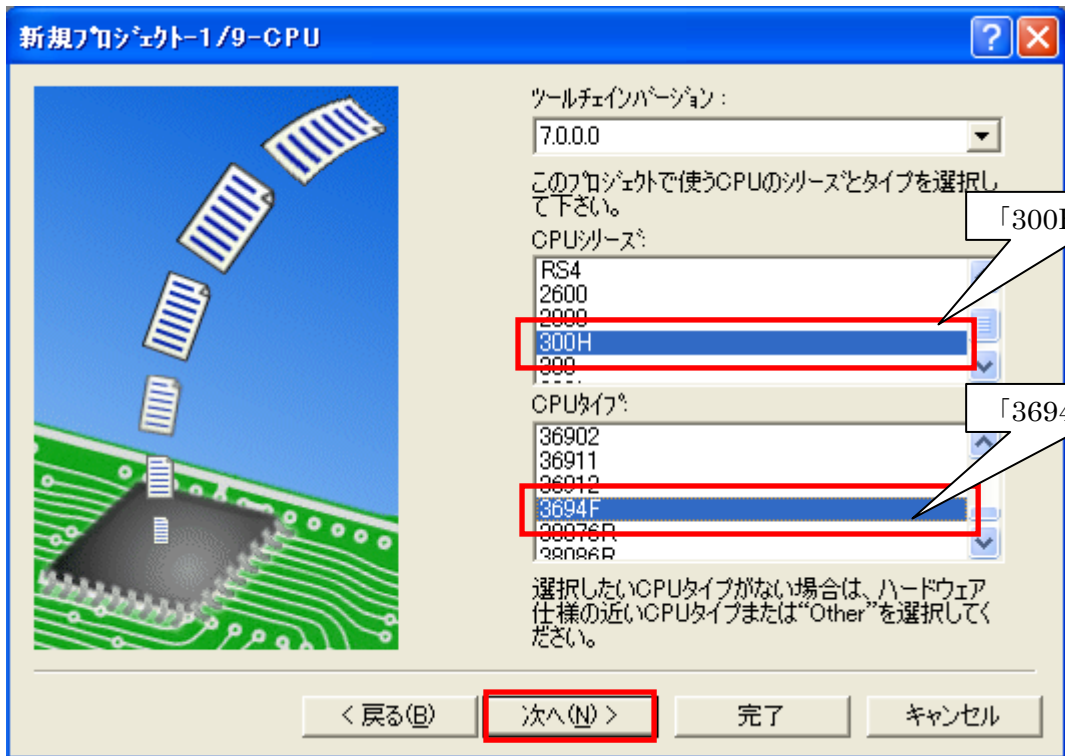 新規プロジェクト-1/9-CPU
ツールチェインバージョン :
7.0.0.0
このプロジェクトで使うCPUのシリーズとタイプを選択し
て下さい。
CPUシリーズ:
RS4
2600
2000
300H
300
「300H
CPUタイプ:
36902
36911
36912
3694F
38076R
38086R
「3694
選択したいCPUタイプがない場合は、ハードウェア
仕様の近いCPUタイプまたは“Other”を選択してく
ださい。
< 戻る(B)
次へ(N) >
完了
キャンセル